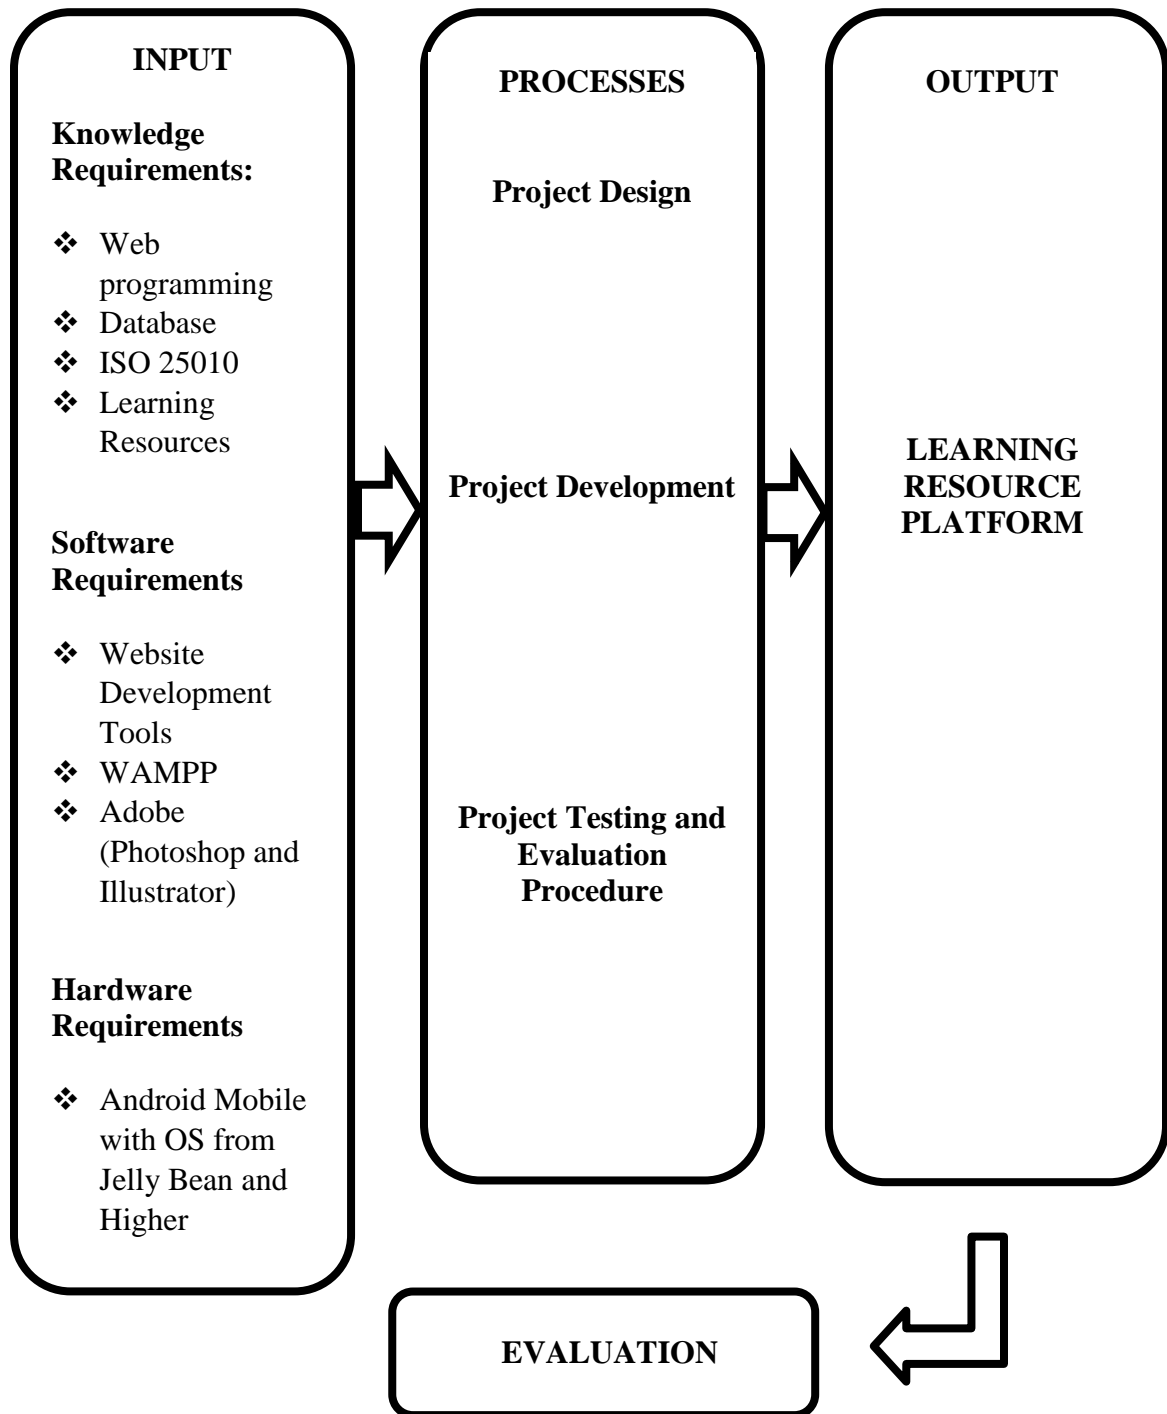 INPUT
Knowledge
Requirements:
❖ Web
programming
❖ Database
❖ ISO 25010
❖ Learning
Resources
Software
Requirements
❖ Website
Development
Tools
❖ WAMPP
❖ Adobe
(Photoshop and
Illustrator)
Hardware
Requirements
❖ Android Mobile
with OS from
Jelly Bean and
Higher
PROCESSES
Project Design
Project Development
Project Testing and
Evaluation
Procedure
OUTPUT
LEARNING
RESOURCE
PLATFORM
EVALUATION